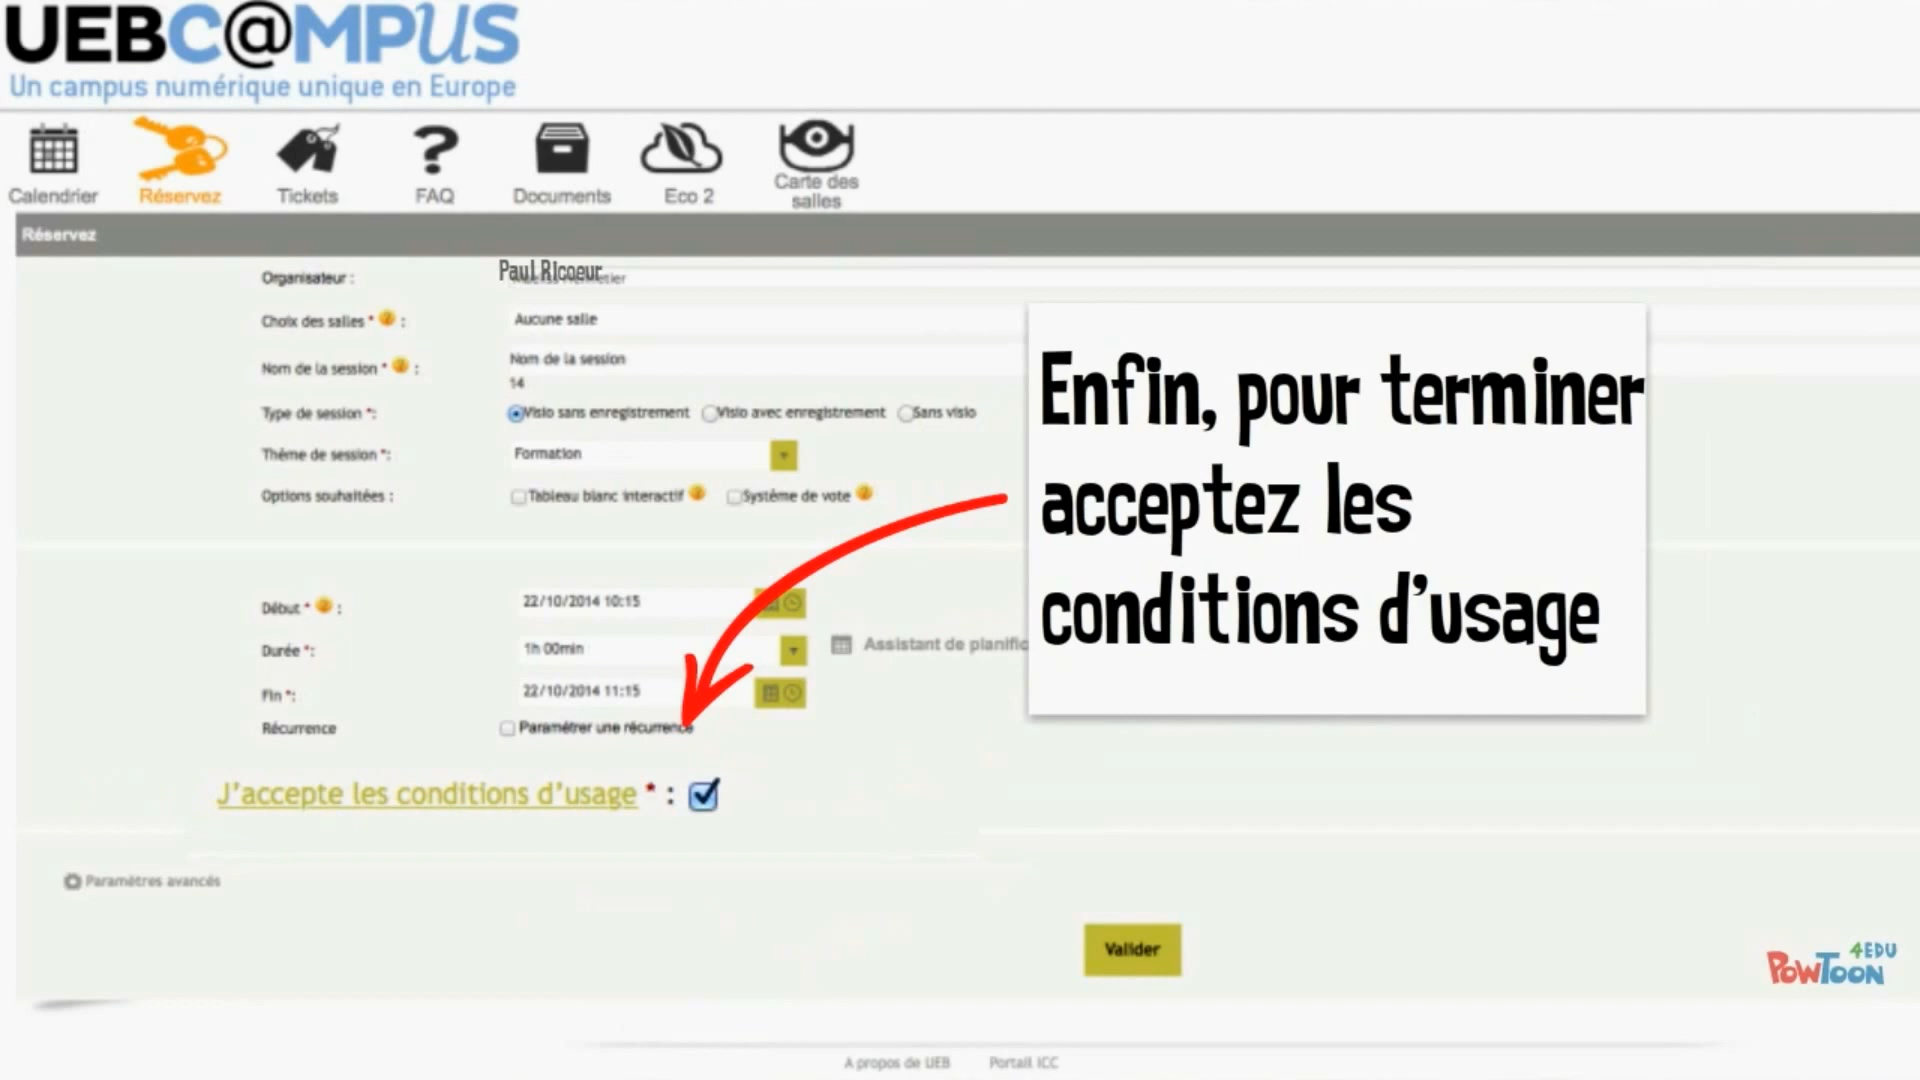 UEBC@MPUS
Un campus numérique unique en Europe
Calendrier
Réservez
Tickets
?
FAQ
Documents
Eco 2
Carte des
salles
Réservez
Organisateur :
Paul Ricoeur
Choix des salles * :
Aucune salle
Nom de la session * :
Nom de la session
14
Type de session *:
Visio sans enregistrement Visio avec enregistrement Sans visio
Thème de session *:
Formation
Options souhaitées :
Tableau blanc interactif Système de vote
Enfin, pour terminer
acceptez les
conditions d'usage
Début * :
22/10/2014 10:15
Durée *:
1h 00min
Assistant de planific
Fin *:
22/10/2014 11:15
Récurrence
Paramétrer une récurrence
J'accepte les conditions d'usage * :
Paramètres avancés
Valider
4EDU
POWTOON
A propos de UEB
Portail ICC